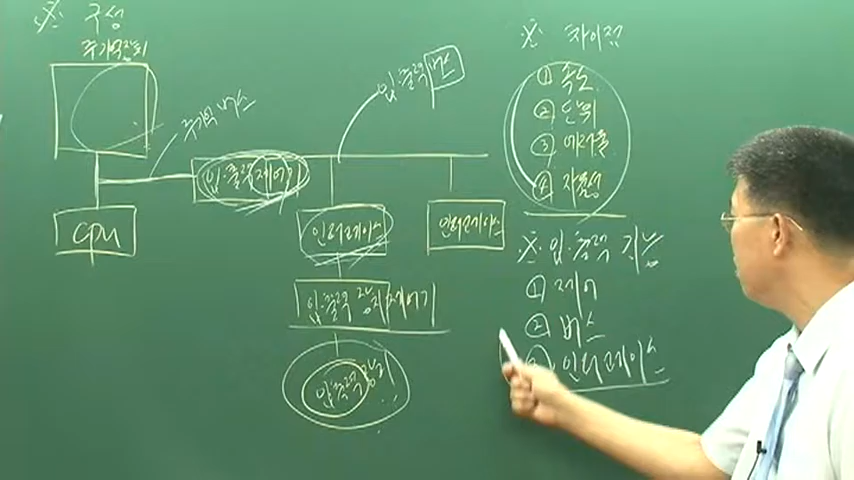 ※ 구성
주기억장치
주기억 버스
입·출력 버스
입·출력 제어기
CPU
인터페이스
인터페이스
입·출력 장치제어기
입·출력 장치
※ 차이점
① 속도
② 단위
③ 에러율
④ 자율성
※ 입·출력 기능
① 제어
② 버스
③ 인터페이스